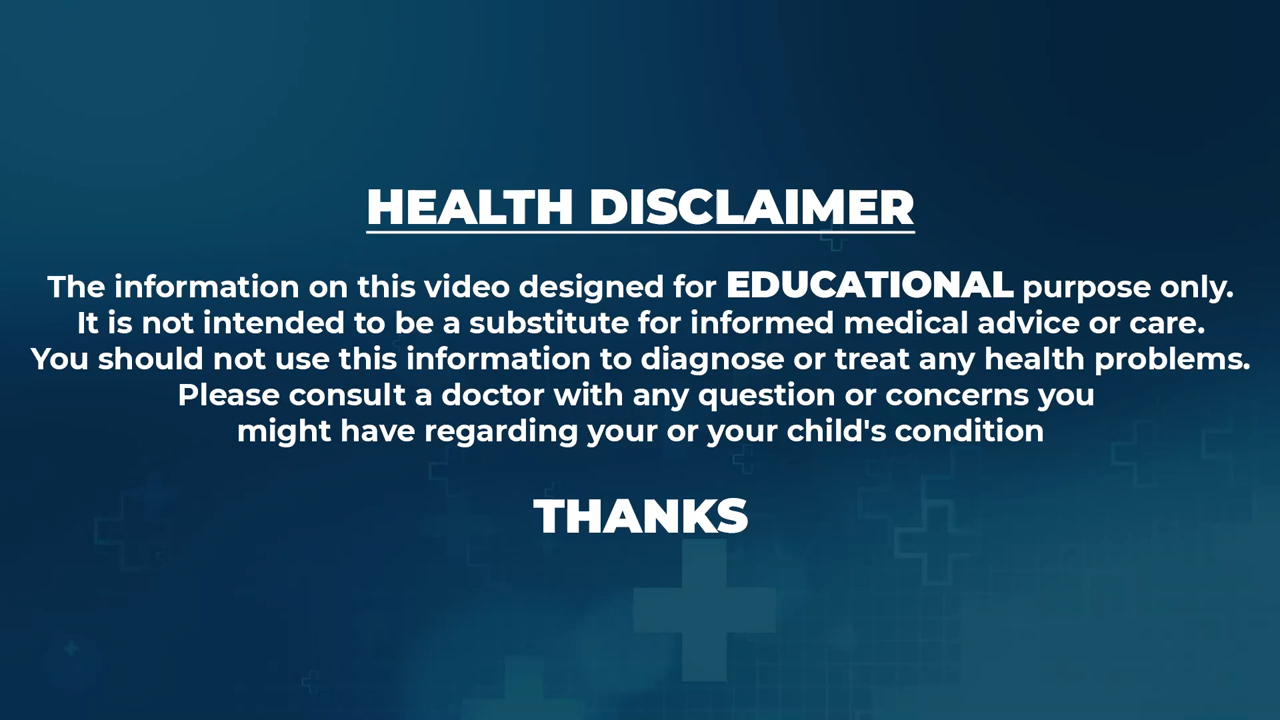 HEALTH DISCLAIMER
The information on this video designed for EDUCATIONAL purpose only.
It is not intended to be a substitute for informed medical advice or care.
You should not use this information to diagnose or treat any health problems.
Please consult a doctor with any question or concerns you
might have regarding your or your child's condition
THANKS